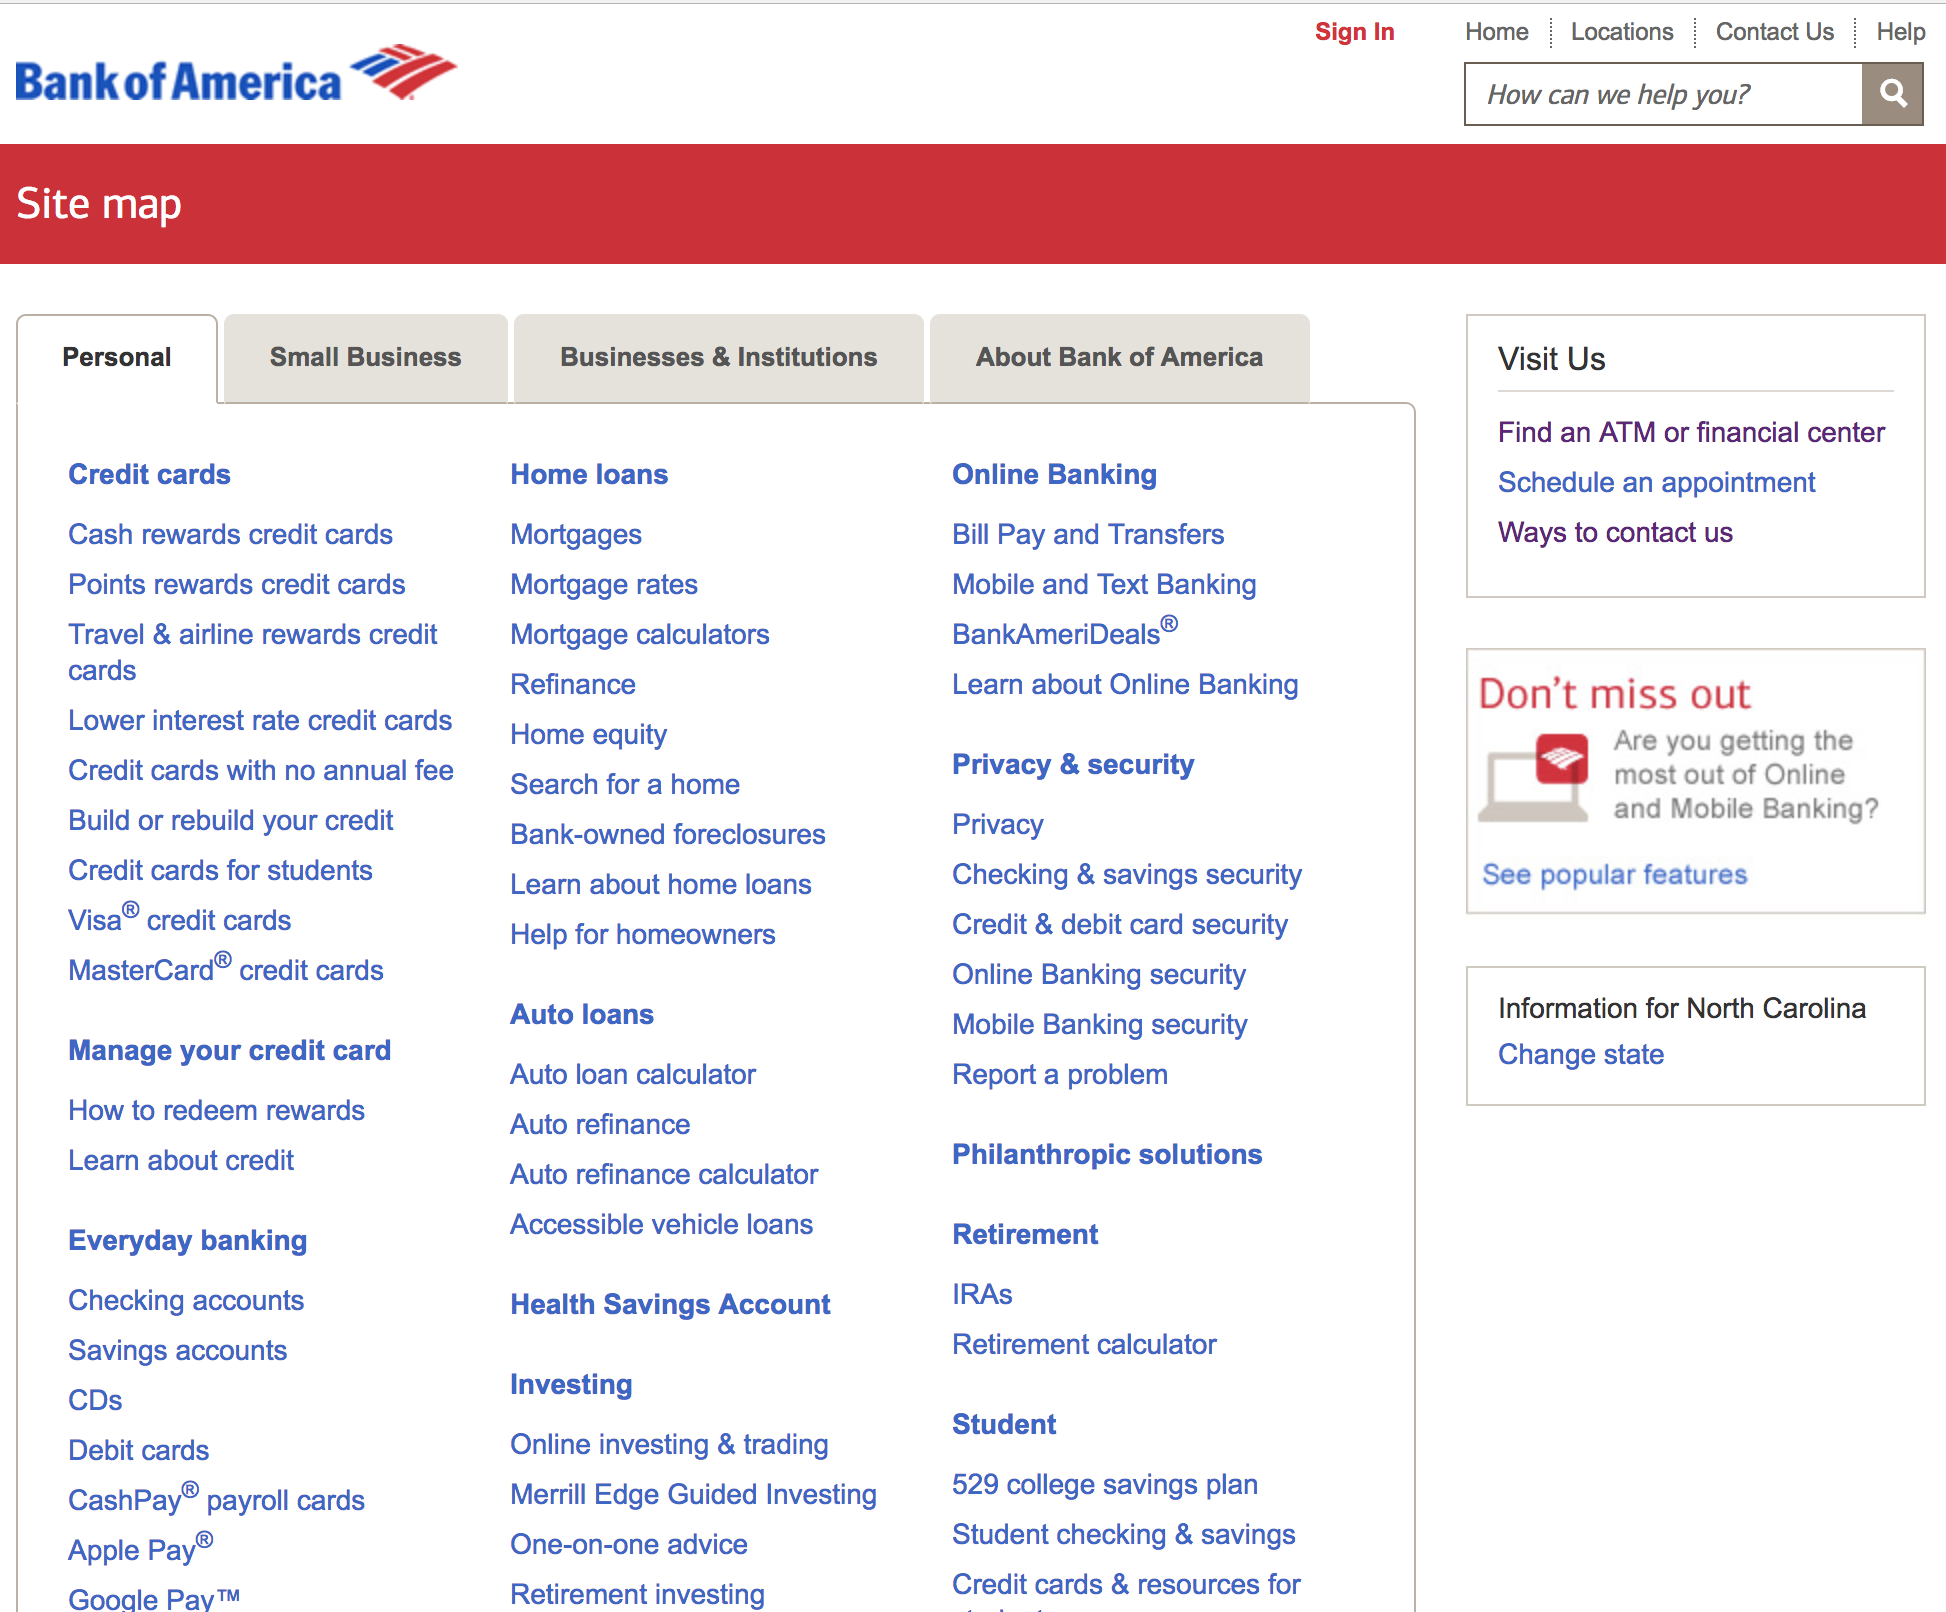 Sign In
Home
Locations
Contact Us
Help
Bank of America
How can we help you?
Site map
Personal
Small Business
Businesses & Institutions
About Bank of America
Credit cards
Cash rewards credit cards
Points rewards credit cards
Travel & airline rewards credit
cards
Lower interest rate credit cards
Credit cards with no annual fee
Build or rebuild your credit
Credit cards for students
Visa® credit cards
MasterCard® credit cards
Manage your credit card
How to redeem rewards
Learn about credit
Everyday banking
Checking accounts
Savings accounts
CDs
Debit cards
CashPay® payroll cards
Apple Pay®
Google Pay™
Home loans
Mortgages
Mortgage rates
Mortgage calculators
Refinance
Home equity
Search for a home
Bank-owned foreclosures
Learn about home loans
Help for homeowners
Auto loans
Auto loan calculator
Auto refinance
Auto refinance calculator
Accessible vehicle loans
Health Savings Account
Investing
Online investing & trading
Merrill Edge Guided Investing
One-on-one advice
Retirement investing
Online Banking
Bill Pay and Transfers
Mobile and Text Banking
BankAmeriDeals®
Learn about Online Banking
Privacy & security
Privacy
Checking & savings security
Credit & debit card security
Online Banking security
Mobile Banking security
Report a problem
Philanthropic solutions
Retirement
IRAs
Retirement calculator
Student
529 college savings plan
Student checking & savings
Credit cards & resources for
Visit Us
Find an ATM or financial center
Schedule an appointment
Ways to contact us
Don't miss out
Are you getting the
most out of Online
and Mobile Banking?
See popular features
Information for North Carolina
Change state